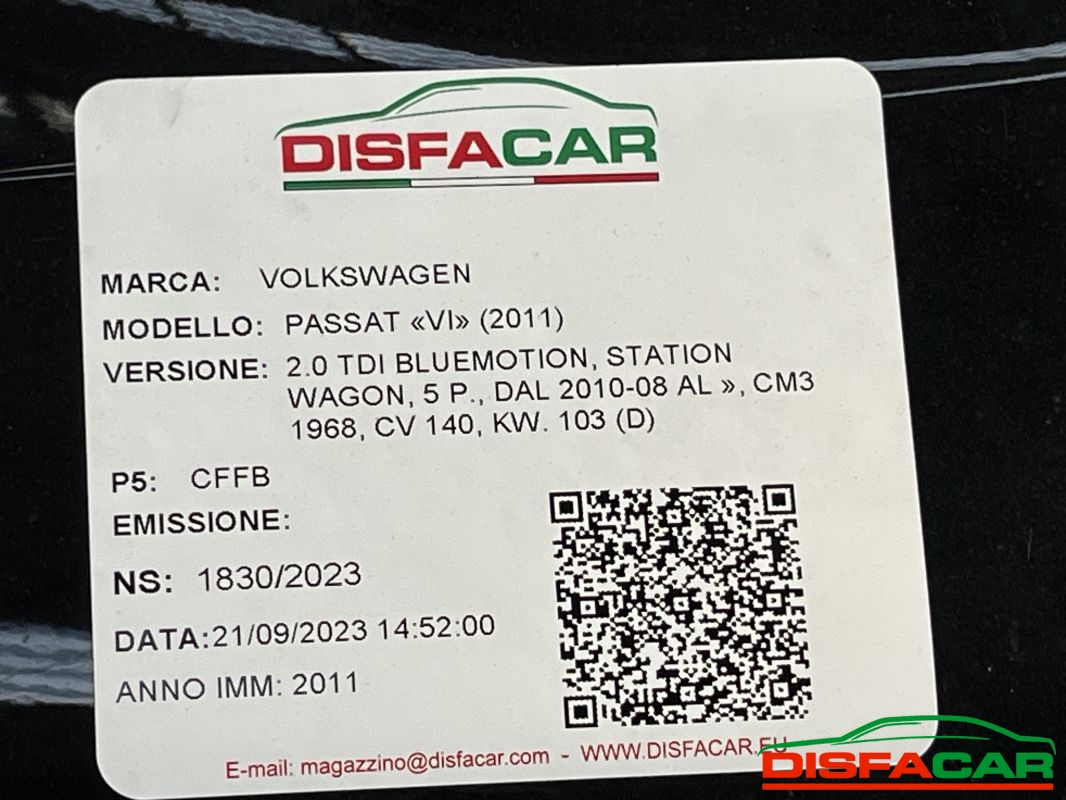 DISFACAR
MARCA: VOLKSWAGEN
MODELLO: PASSAT «VI» (2011)
VERSIONE: 2.0 TDI BLUEMOTION, STATION
WAGON, 5 P., DAL 2010-08 AL », CM3
1968, CV 140, KW. 103 (D)
P5: CFFB
EMISSIONE:
NS: 1830/2023
DATA:21/09/2023 14:52:00
ANNO IMM: 2011
E-mail: magazzino@disfacar.com - WWW.DISFACAR.EU
DISFACAR